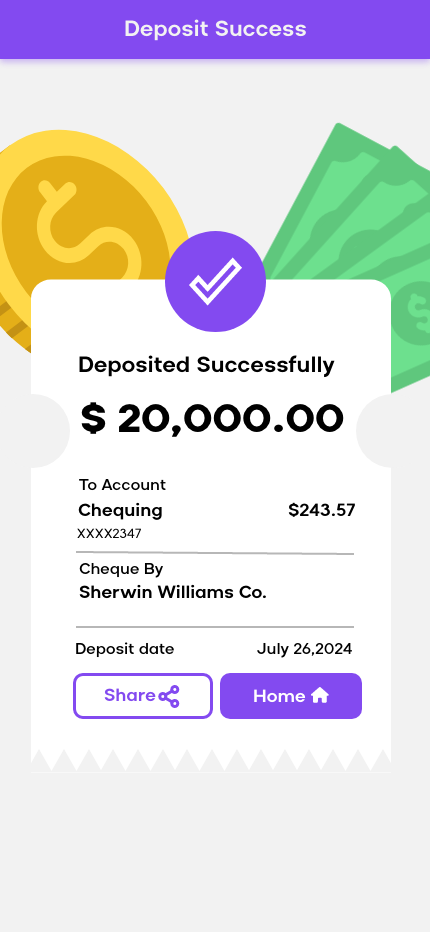 Deposit Success
Deposited Successfully
$ 20,000.00
To Account
Chequing $243.57
XXXX2347
Cheque By
Sherwin Williams Co.
Deposit date July 26,2024
Share Home